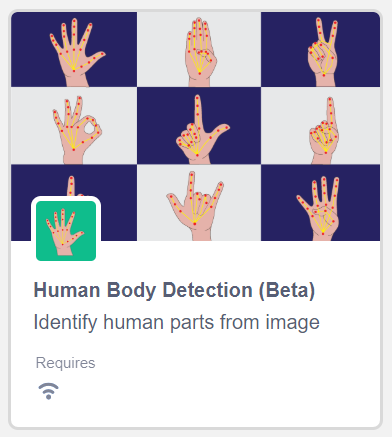 Human Body Detection (Beta)
Identify human parts from image
Requires